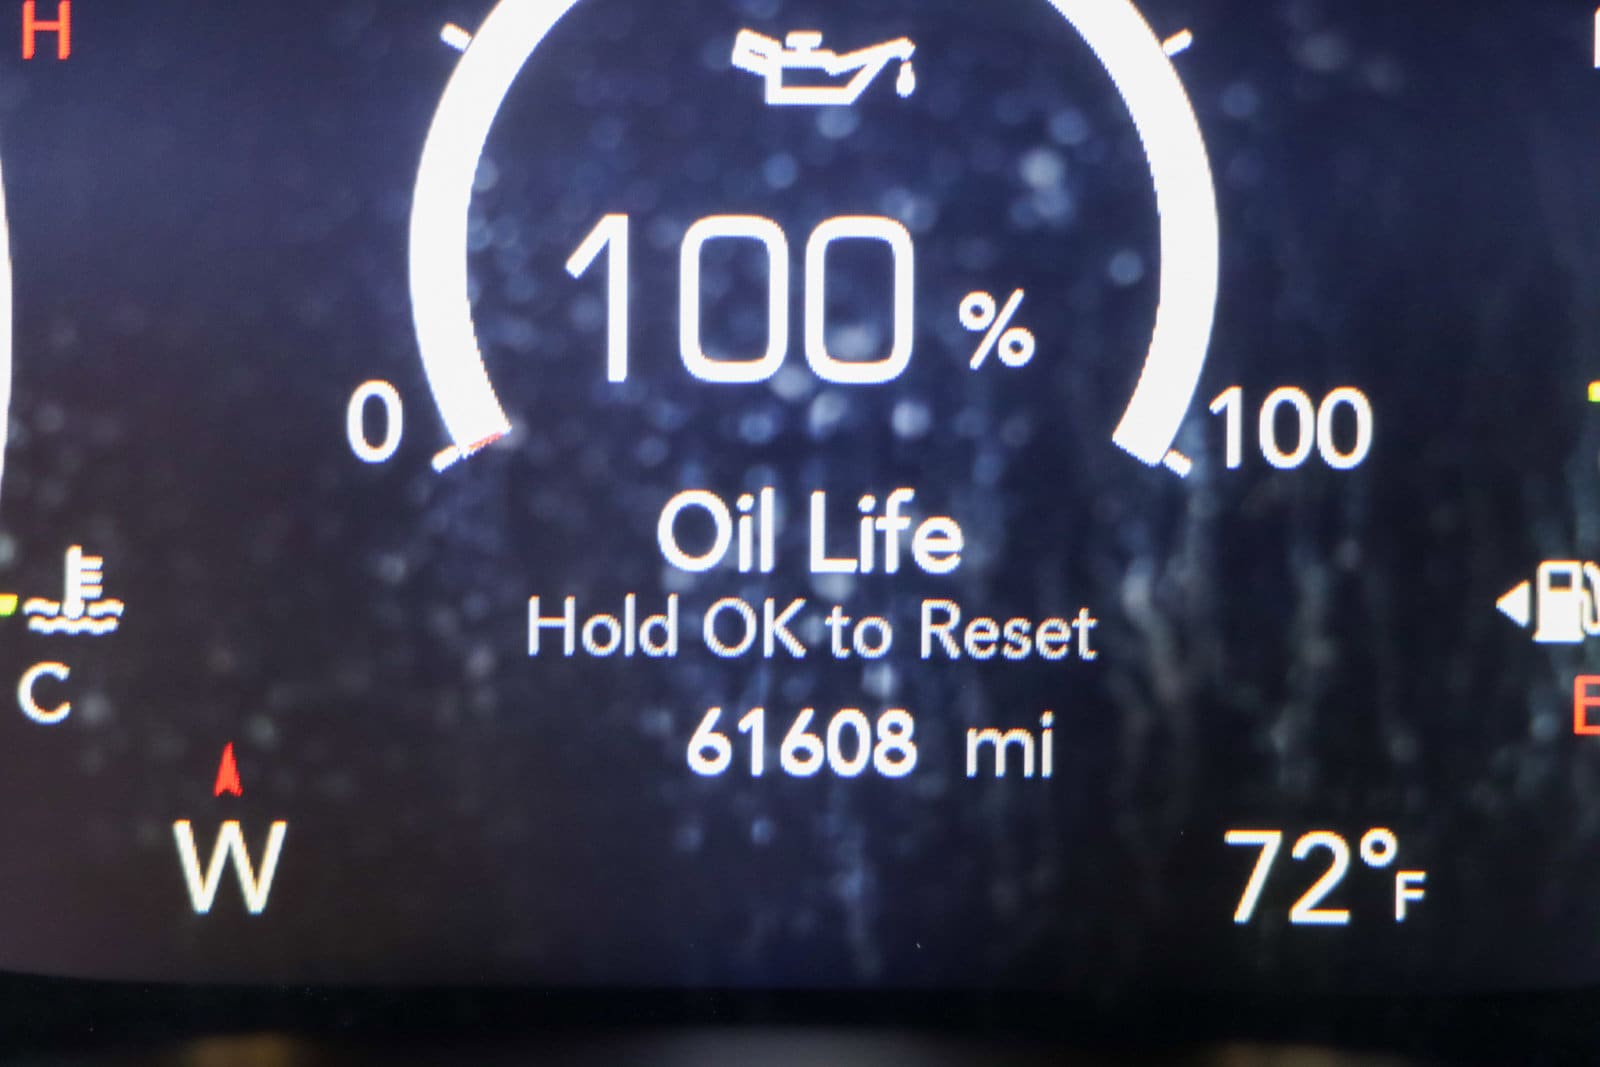 H
100 %
0
100
Oil Life
Hold OK to Reset
C
E
61608 mi
W
72°F